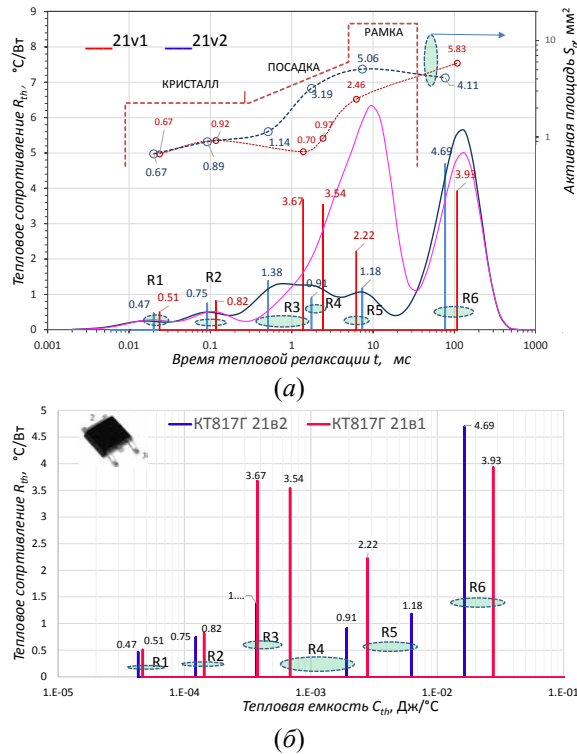 21v1 21v2
Тепловое сопротивление Rth, °C/Вт
Активная площадь Sa, мм²
9
8
7
6
5
4
3
2
1
0
10
1
КРИСТАЛЛ
ПОСАДКА
РАМКА
0.67
0.92
0.70
0.97
2.46
5.83
0.67
0.89
1.14
3.19
5.06
4.11
0.47
0.51
0.75
0.82
1.38
3.67
3.54
0.91
2.22
1.18
4.69
3.93
R1
R2
R3
R4
R5
R6
0.001 0.01 0.1 1 10 100 1000
Время тепловой релаксации t, мс
(а)
Тепловое сопртивление Rth, °C/Вт
КТ817Г 21в2 КТ817Г 21в1
5
4.5
4
3.5
3
2.5
2
1.5
1
0.5
0
0.47
0.51
0.75
0.82
1....
3.67
3.54
0.91
2.22
1.18
4.69
3.93
R1
R2
R3
R4
R5
R6
1.E-05 1.E-04 1.E-03 1.E-02 1.E-01
Тепловая емкость Cth, Дж/°C
(б)